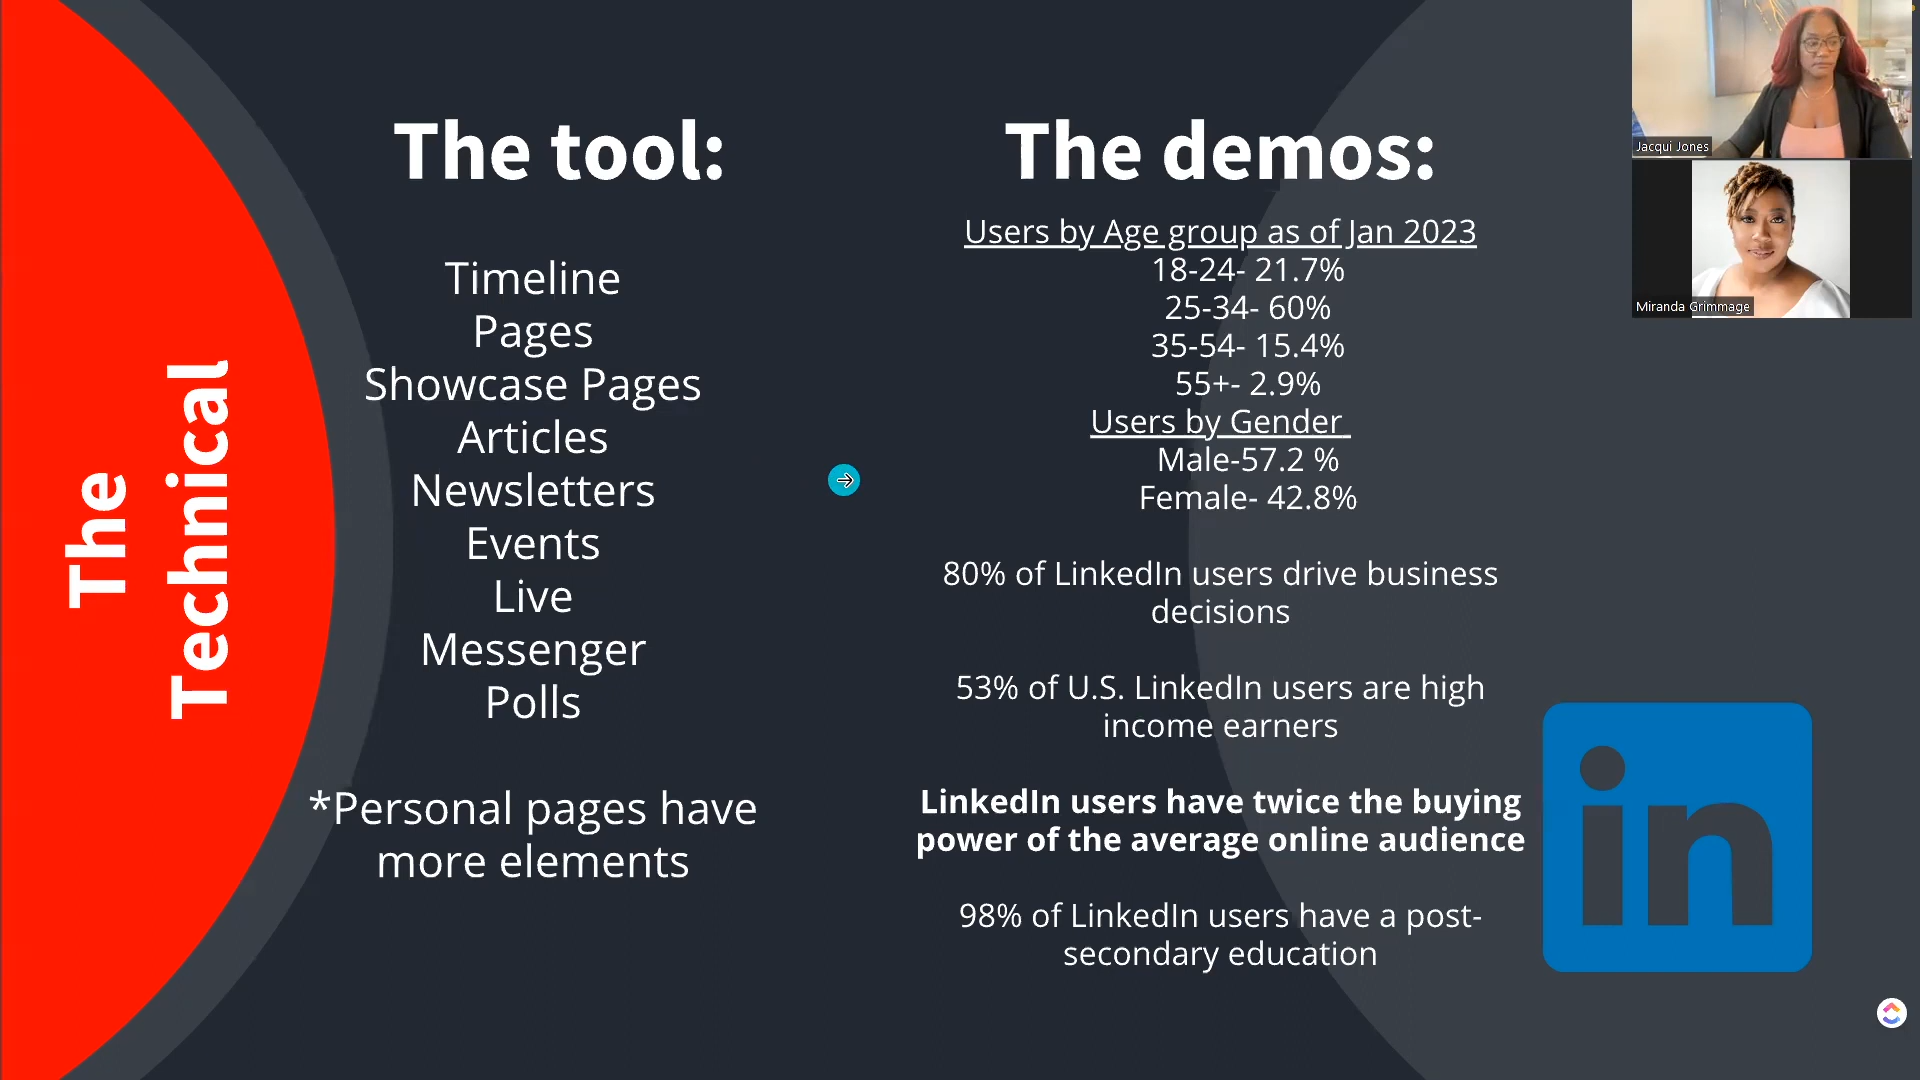 The
Technical
The tool:
Timeline
Pages
Showcase Pages
Articles
Newsletters
Events
Live
Messenger
Polls
*Personal pages have
more elements
The demos:
Users by Age group as of Jan 2023
18-24- 21.7%
25-34- 60%
35-54- 15.4%
55+- 2.9%
Users by Gender
Male-57.2 %
Female- 42.8%
80% of LinkedIn users drive business
decisions
53% of U.S. LinkedIn users are high
income earners
LinkedIn users have twice the buying
power of the average online audience
98% of LinkedIn users have a post-
secondary education
in
Jacqui Jones
Miranda Grimmage